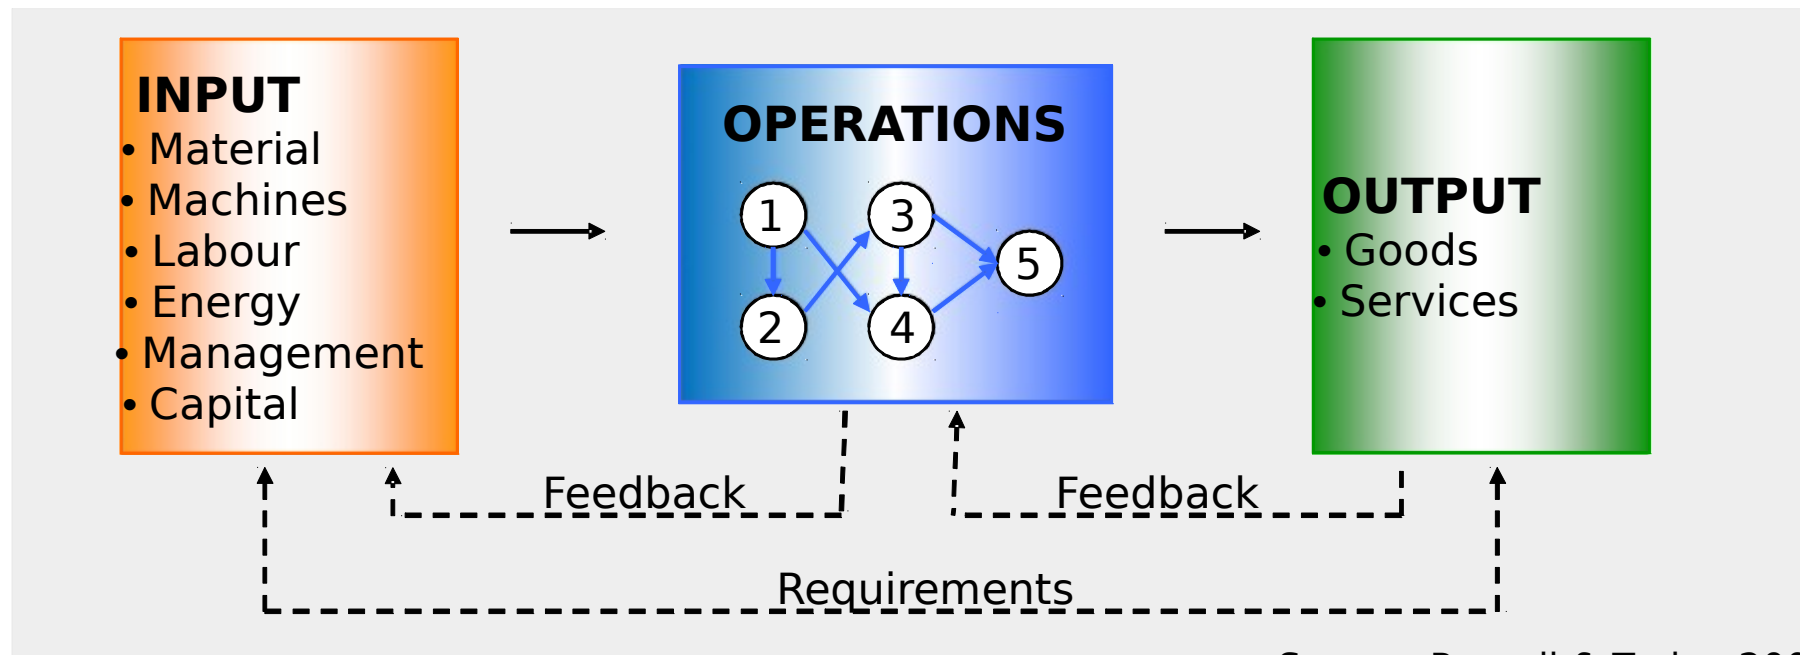 INPUT
• Material
• Machines
• Labour
• Energy
• Management
• Capital
OPERATIONS
1
3
5
2
4
OUTPUT
• Goods
• Services
Feedback
Feedback
Requirements